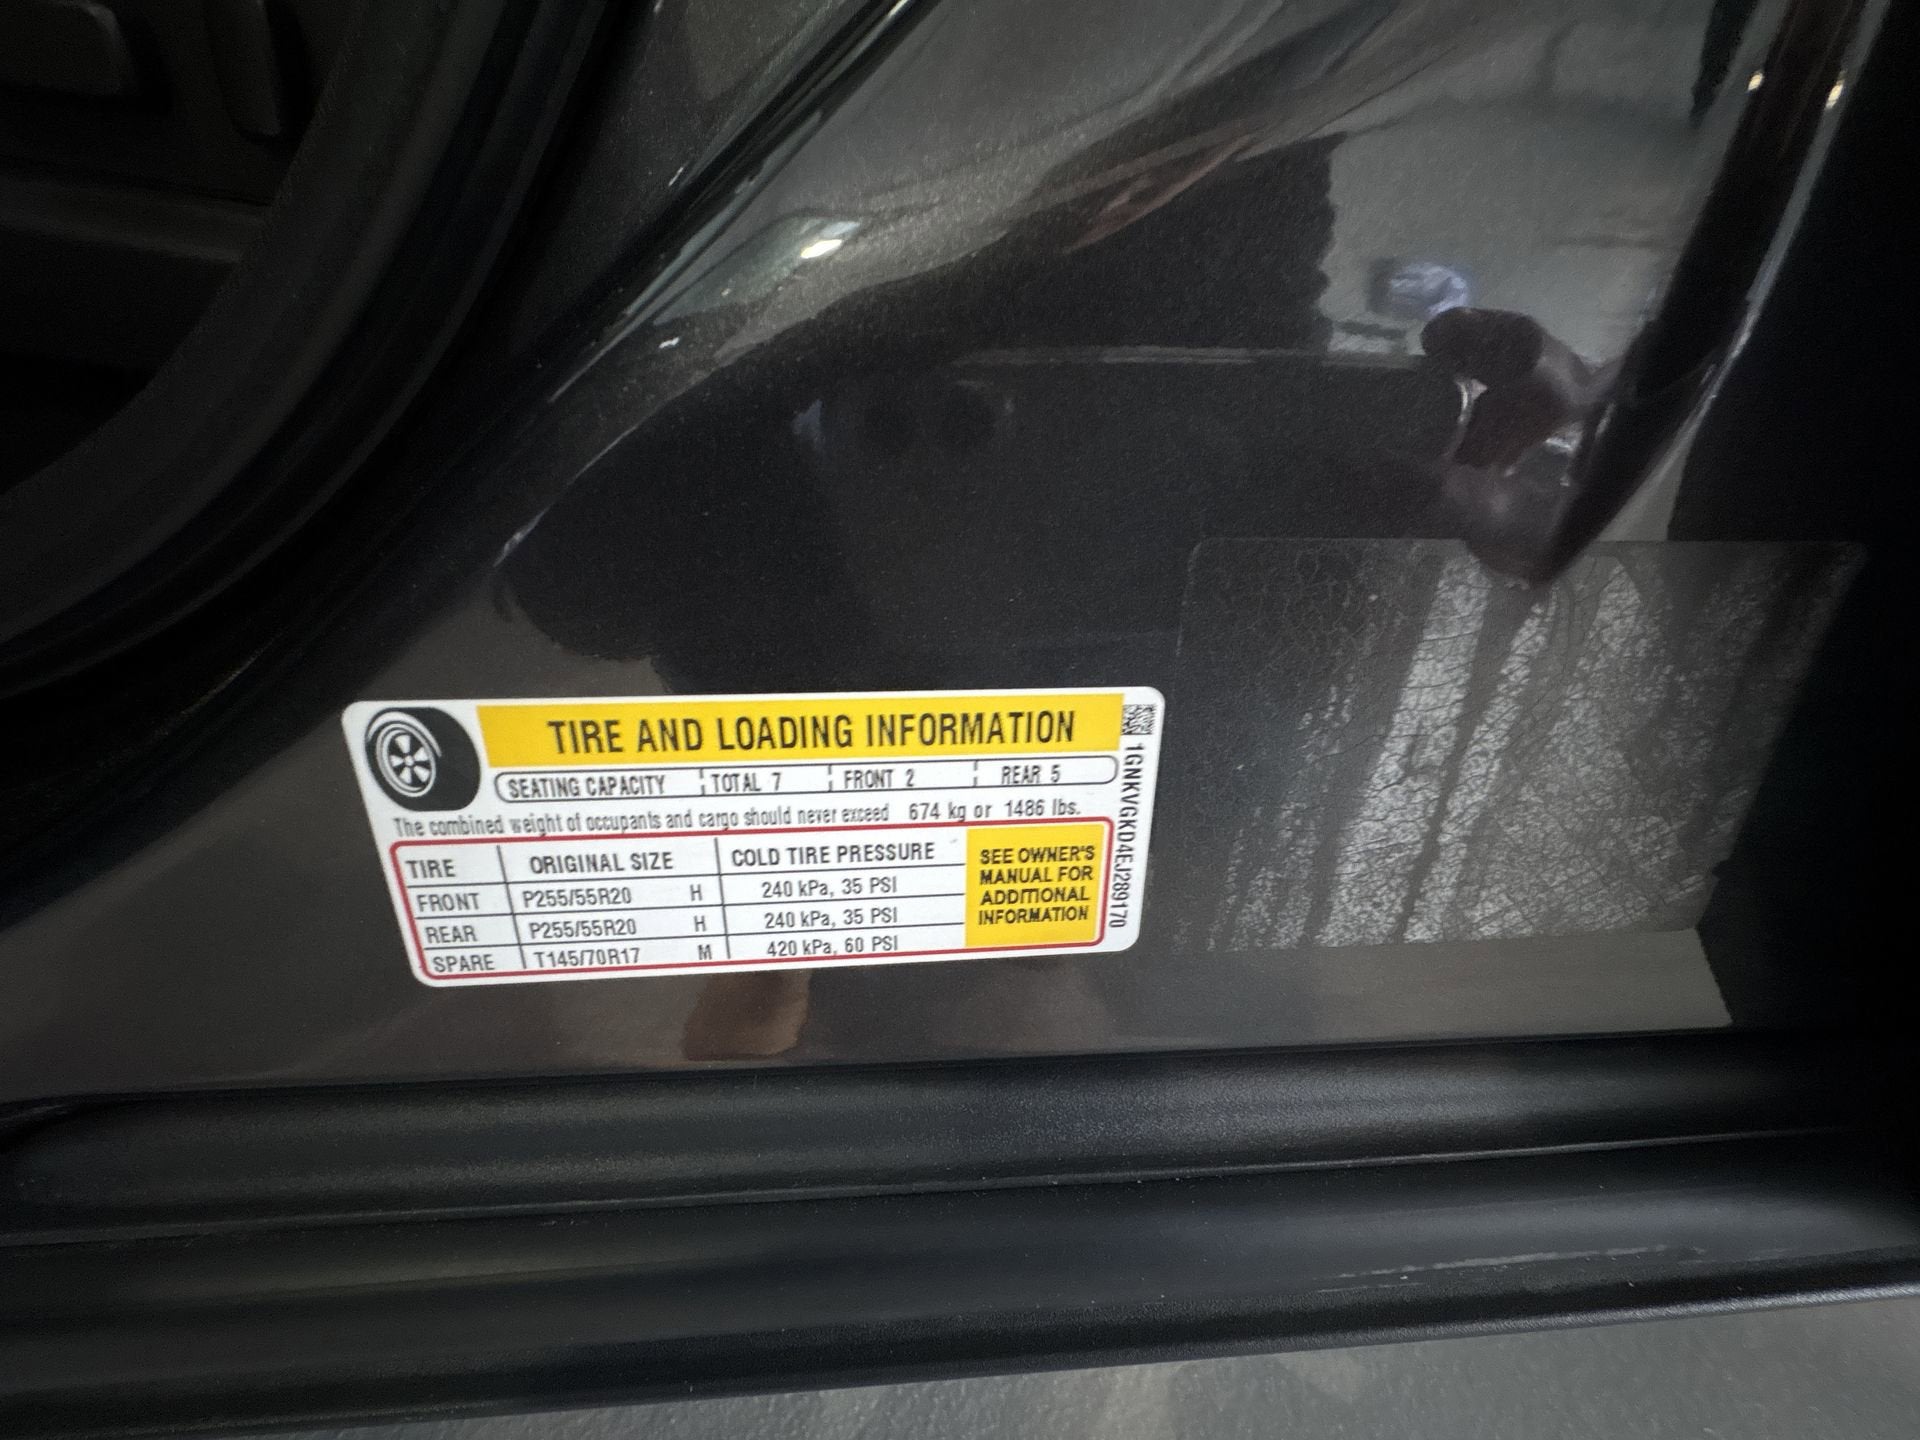 TIRE AND LOADING INFORMATION
SEATING CAPACITY TOTAL 7 FRONT 2 REAR 5
The combined weight of occupants and cargo should never exceed 674 kg or 1486 lbs.
TIRE ORIGINAL SIZE COLD TIRE PRESSURE
FRONT P255/55R20 H 240 kPa, 35 PSI
REAR P255/55R20 H 240 kPa, 35 PSI
SPARE T145/70R17 M 420 kPa, 60 PSI
SEE OWNER'S
MANUAL FOR
ADDITIONAL
INFORMATION
1GNKVGKD4EJ289170